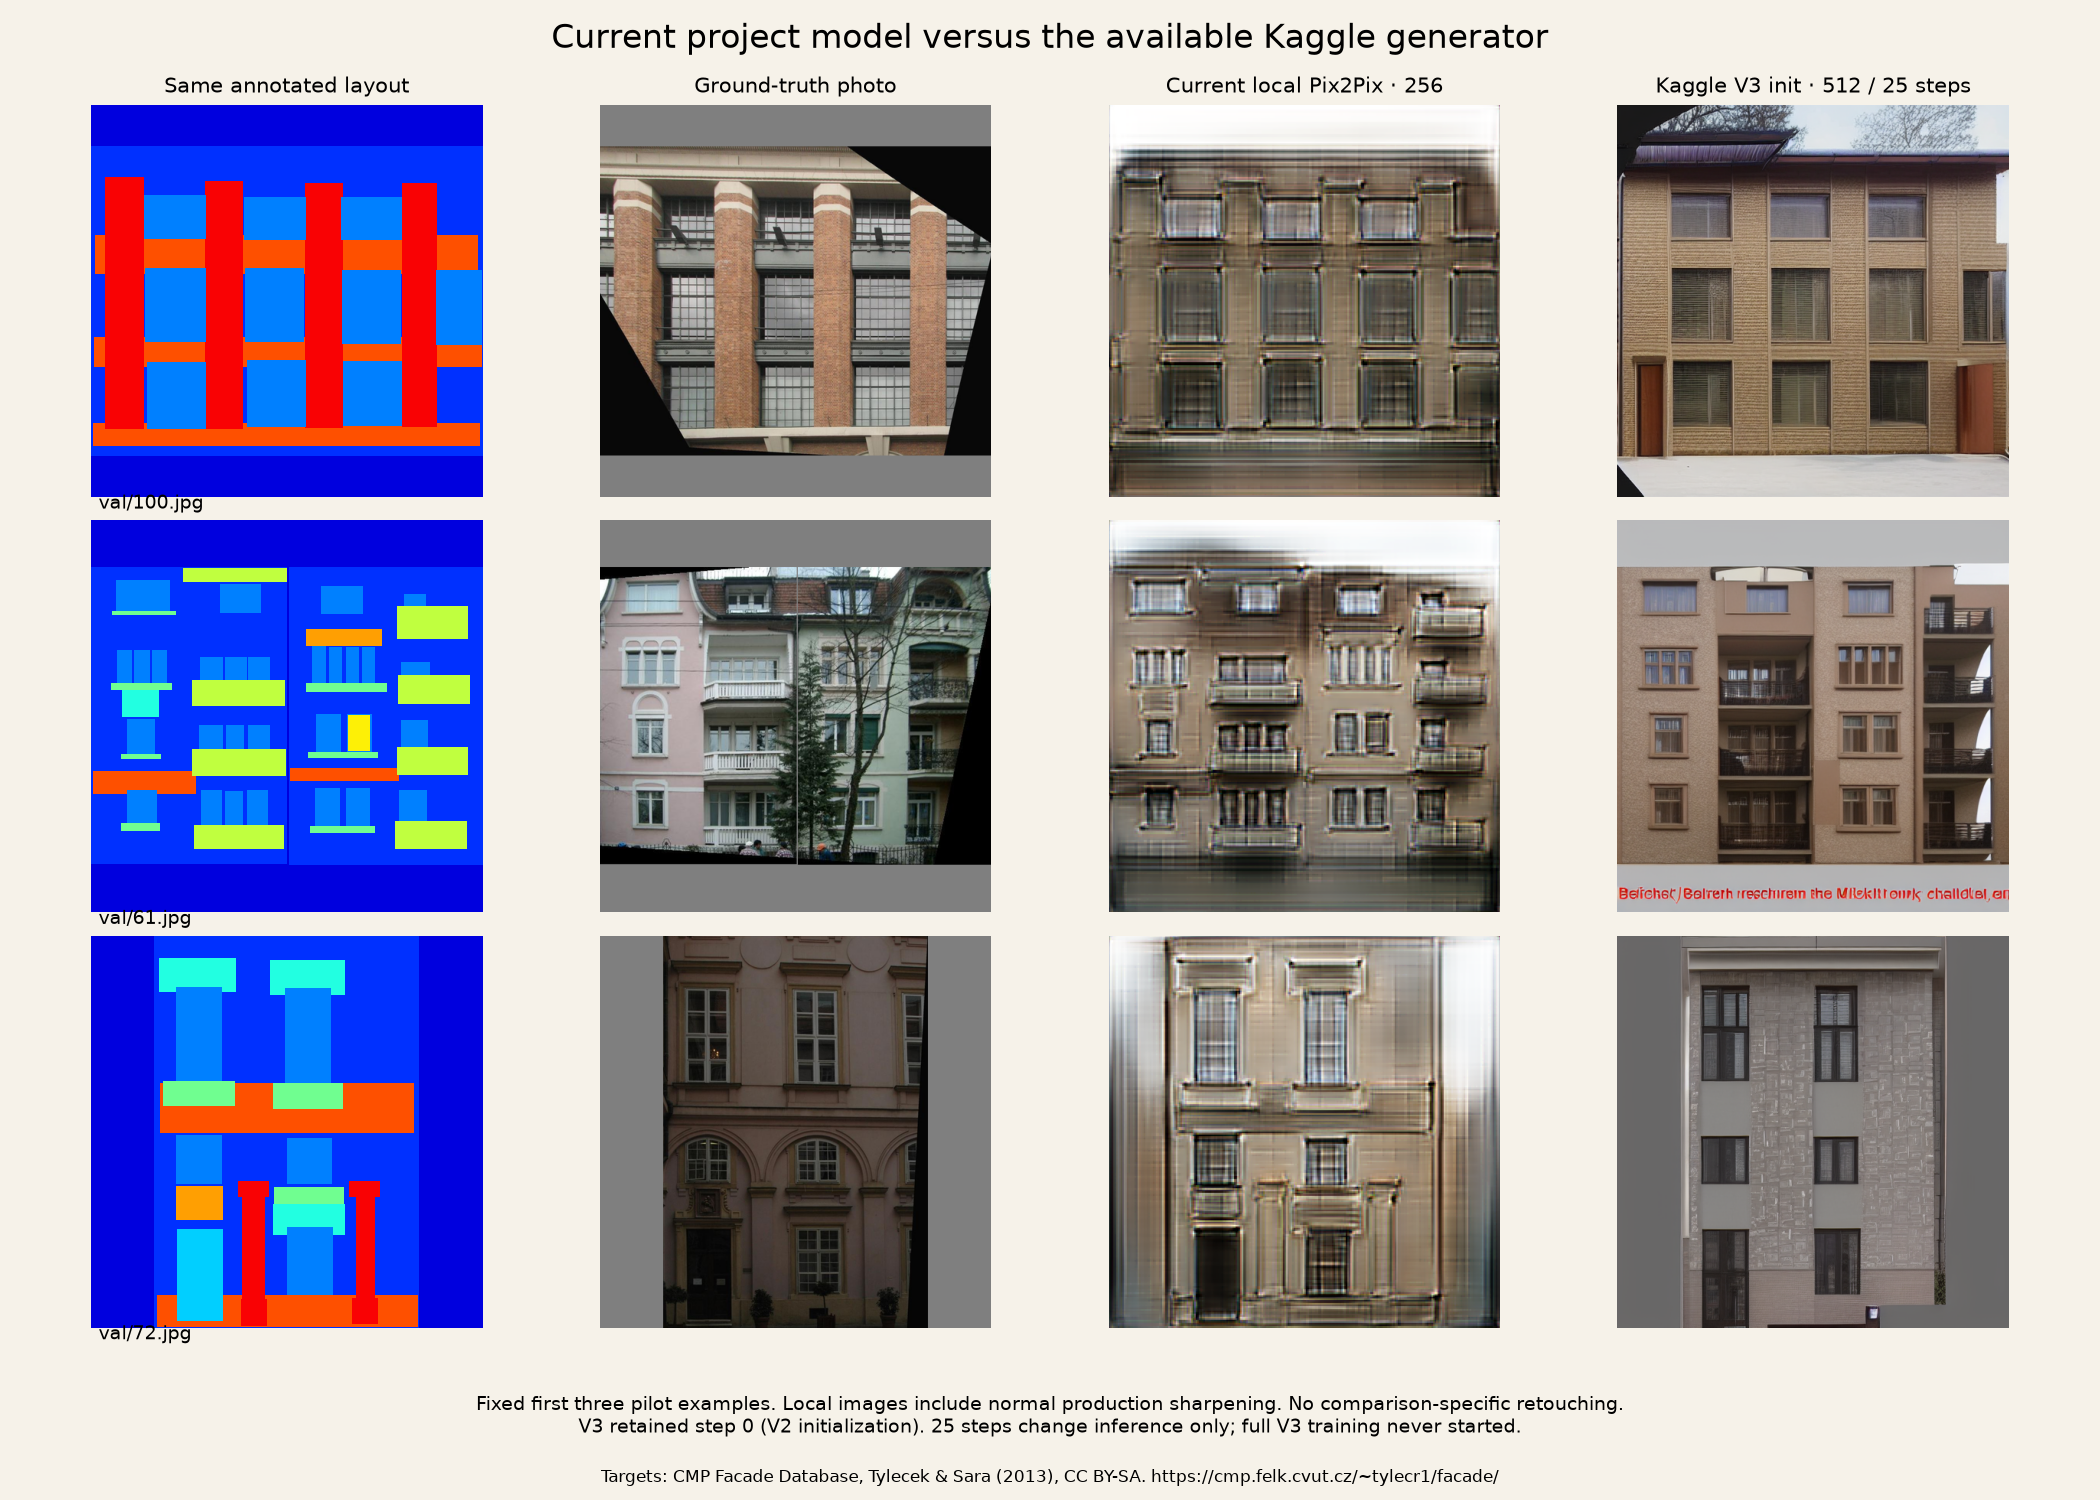 Current project model versus the available Kaggle generator
Same annotated layout
Ground-truth photo
Current local Pix2Pix · 256
Kaggle V3 init · 512 / 25 steps
val/100.jpg
val/61.jpg
the
val/72.jpg
Fixed first three pilot examples. Local images include normal production sharpening. No comparison-specific retouching.
V3 retained step 0 (V2 initialization). 25 steps change inference only; full V3 training never started.
Targets: CMP Facade Database, Tylecek & Sara (2013), CC BY-SA. https://cmp.felk.cvut.cz/~tylecr1/facade/